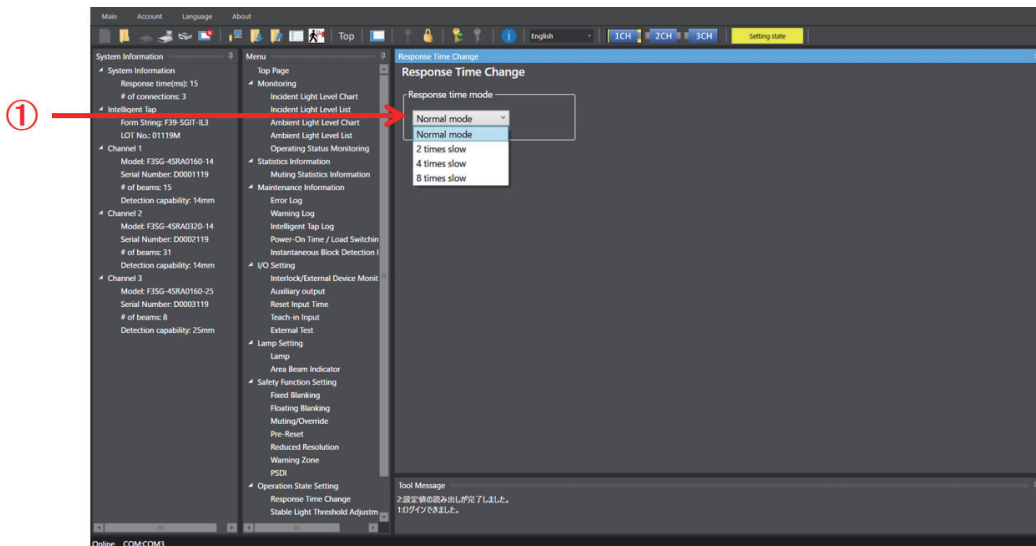 Main Account Language About
Top English 1CH 2CH 3CH Setting state
System Information
System Information
Response time(ms): 15
# of connections: 3
Intelligent Tap
Form String: F39-SGIT-IL3
LOT No.: 01119M
Channel 1
Model: F3SG-4SRA0160-14
Serial Number: D0001119
# of beams: 15
Detection capability: 14mm
Channel 2
Model: F3SG-4SRA0320-14
Serial Number: D0002119
# of beams: 31
Detection capability: 14mm
Channel 3
Model: F3SG-4SRA0160-25
Serial Number: D0003119
# of beams: 8
Detection capability: 25mm
Menu
Top Page
Monitoring
Incident Light Level Chart
Incident Light Level List
Ambient Light Level Chart
Ambient Light Level List
Operating Status Monitoring
Statistics Information
Muting Statistics Information
Maintenance Information
Error Log
Warning Log
Intelligent Tap Log
Power-On Time / Load Switchin
Instantaneous Block Detection I
I/O Setting
Interlock/External Device Monit
Auxiliary output
Reset Input Time
Teach-in Input
External Test
Lamp Setting
Lamp
Area Beam Indicator
Safety Function Setting
Fixed Blanking
Floating Blanking
Muting/Override
Pre-Reset
Reduced Resolution
Warning Zone
PSDI
Operation State Setting
Response Time Change
Stable Light Threshold Adjustm
Response Time Change
Response Time Change
Response time mode
①
Normal mode
Normal mode
2 times slow
4 times slow
8 times slow
Tool Message
2:設定値の読み出しが完了しました。
1:ログインできました。
Online COM:COM3